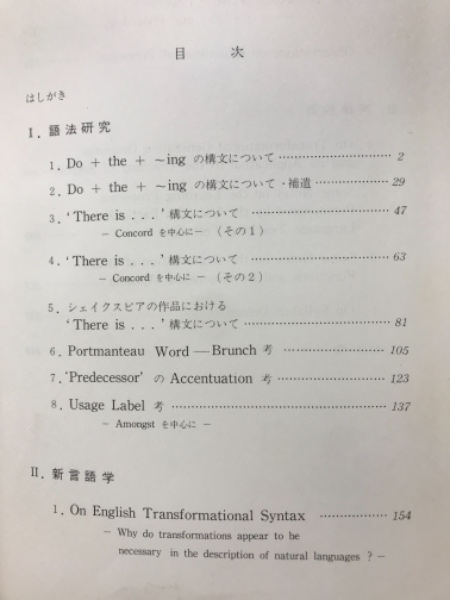 目 次
はしがき
I. 語法研究
1. Do + the + ～ing の構文について ………………… 2
2. Do + the + ～ing の構文について・補遺 ………… 29
3. 'There is . . . ' 構文について ……………………… 47
－ Concord を中心に－ (その1)
4. 'There is . . . ' 構文について ……………………… 63
－ Concord を中心に－ (その2)
5. シェイクスピアの作品における
'There is . . . ' 構文について ……………………… 81
6. Portmanteau Word ― Brunch 考 ……………… 105
7. 'Predecessor' の Accentuation 考 ……………… 123
8. Usage Label 考 …………………………………… 137
－ Amongst を中心に －
II. 新言語学
1. On English Transformational Syntax ………… 154
－ Why do transformations appear to be
necessary in the description of natural languages ? －